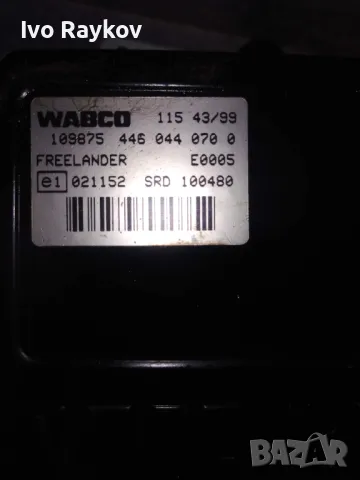 Ivo Raykov
WABCO 115 43/99
109875 446 044 070 0
FREELANDER E0005
e1 021152 SRD 100480
BAZAR